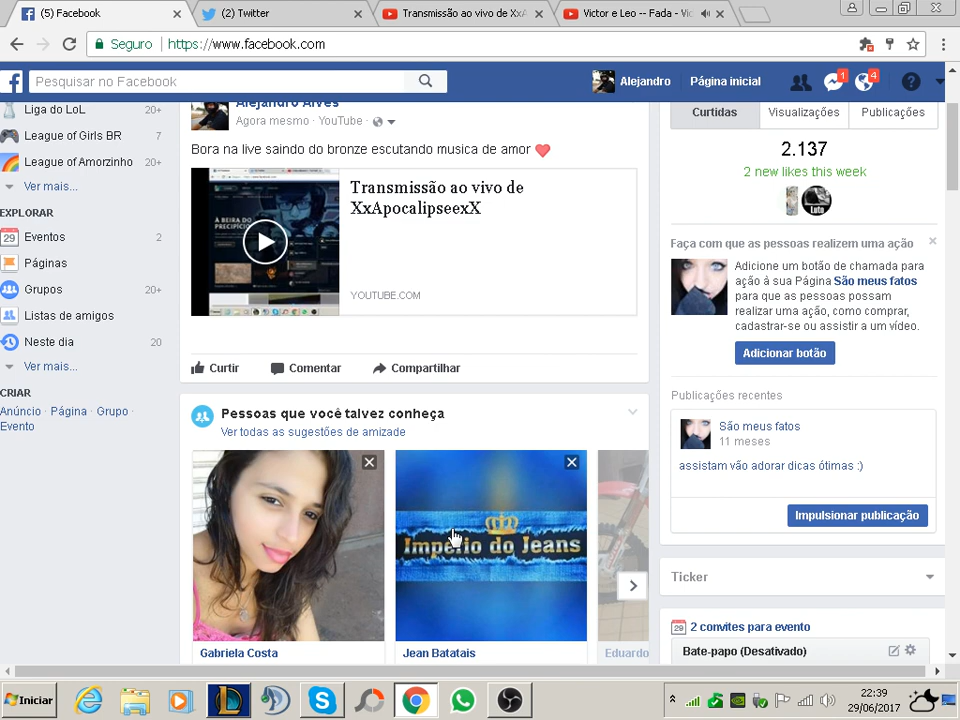 (5) Facebook
(2) Twitter
Transmissão ao vivo de XxA
Victor e Leo -- Fada - Vic
Seguro
https://www.facebook.com
Pesquisar no Facebook
Alejandro
Página inicial
1
4
?
Liga do LoL 20+
League of Girls BR 7
League of Amorzinho 20+
Ver mais...
EXPLORAR
29 Eventos 2
Páginas
Grupos 20+
Listas de amigos
Neste dia 20
Ver mais...
CRIAR
Anúncio · Página · Grupo ·
Evento
Alejandro Alves
Agora mesmo · YouTube ·
Bora na live saindo do bronze escutando musica de amor
À BEIRA DO
PRECIPÍCIO
Transmissão ao vivo de
XxApocalipseexX
YOUTUBE.COM
Curtir
Comentar
Compartilhar
Pessoas que você talvez conheça
Ver todas as sugestões de amizade
Império do Jeans
Gabriela Costa
Jean Batatais
Eduardo
Curtidas
Visualizações
Publicações
2.137
2 new likes this week
Luto
Faça com que as pessoas realizem uma ação
Adicione um botão de chamada para
ação à sua Página São meus fatos
para que as pessoas possam
realizar uma ação, como comprar,
cadastrar-se ou assistir a um vídeo.
Adicionar botão
Publicações recentes
São meus fatos
11 meses
assistam vão adorar dicas ótimas :)
Impulsionar publicação
Ticker
29 2 convites para evento
Bate-papo (Desativado)
Iniciar
22:39
29/06/2017